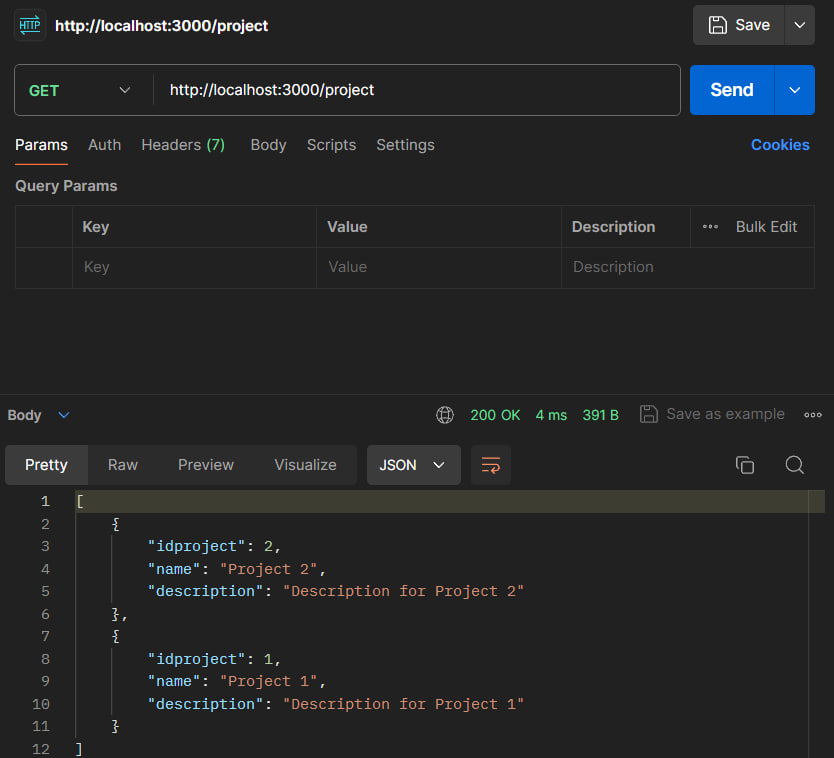 HTTP http://localhost:3000/project Save
GET http://localhost:3000/project Send
Params Auth Headers (7) Body Scripts Settings Cookies
Query Params
Key Value Description ••• Bulk Edit
Key Value Description
Body 200 OK 4 ms 391 B Save as example •••
Pretty Raw Preview Visualize JSON
1 [
2 {
3 "idproject": 2,
4 "name": "Project 2",
5 "description": "Description for Project 2"
6 },
7 {
8 "idproject": 1,
9 "name": "Project 1",
10 "description": "Description for Project 1"
11 }
12 ]